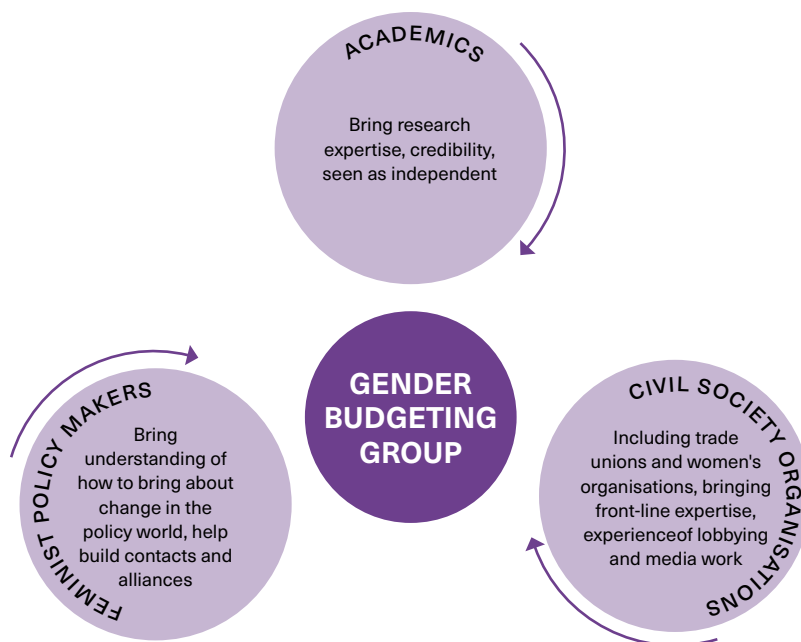 ACADEMICS
Bring research
expertise, credibility,
seen as independent
GENDER
BUDGETING
GROUP
FEMINIST POLICY MAKERS
Bring
understanding of
how to bring about
change in the
policy world, help
build contacts and
alliances
CIVIL SOCIETY ORGANISATIONS
Including trade
unions and women's
organisations, bringing
front-line expertise,
experienceof lobbying
and media work